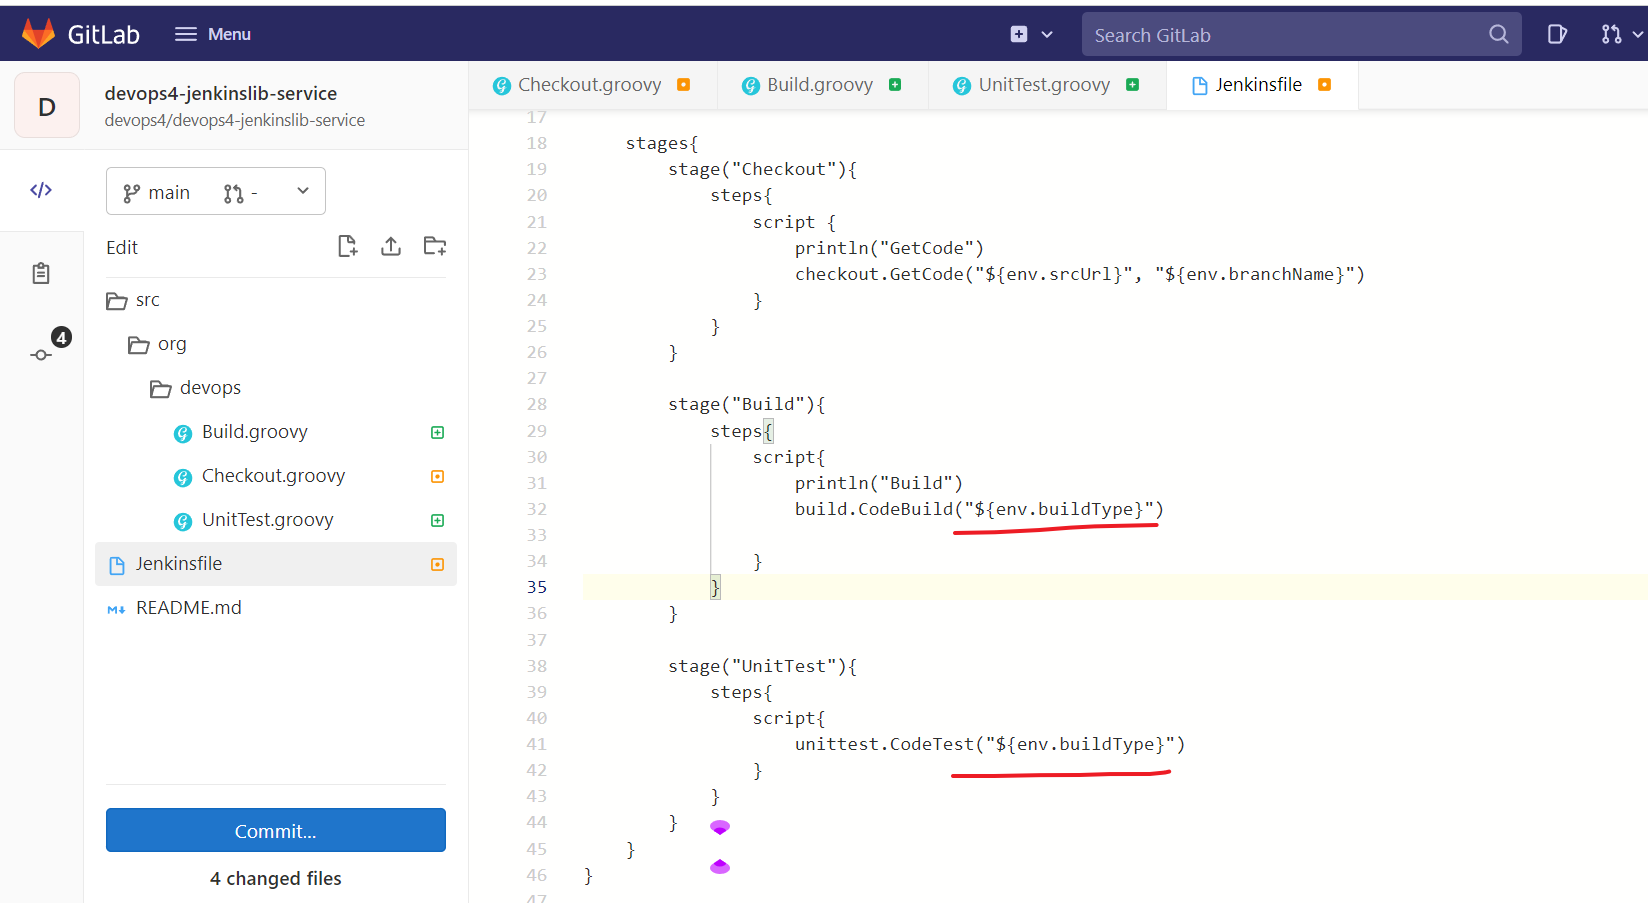 GitLab Menu Search GitLab
D devops4-jenkinslib-service
devops4/devops4-jenkinslib-service
main -
Edit
4
src
org
devops
Build.groovy
Checkout.groovy
UnitTest.groovy
Jenkinsfile
README.md
Commit...
4 changed files
Checkout.groovy Build.groovy UnitTest.groovy Jenkinsfile
17
18 stages{
19 stage("Checkout"){
20 steps{
21 script {
22 println("GetCode")
23 checkout.GetCode("${env.srcUrl}", "${env.branchName}")
24 }
25 }
26 }
27
28 stage("Build"){
29 steps{
30 script{
31 println("Build")
32 build.CodeBuild("${env.buildType}")
33
34 }
35 }
36 }
37
38 stage("UnitTest"){
39 steps{
40 script{
41 unittest.CodeTest("${env.buildType}")
42 }
43 }
44 }
45 }
46 }
47